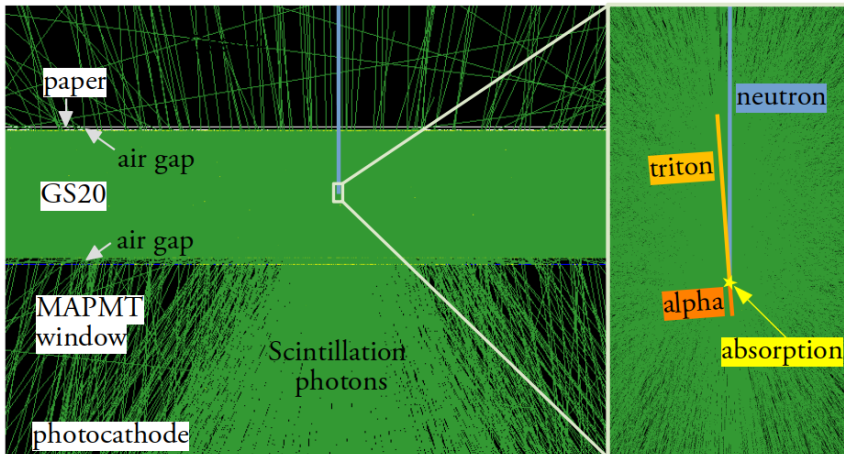 paper
air gap
GS20
air gap
MAPMT
window
Scintillation
photons
photocathode
neutron
triton
alpha
absorption